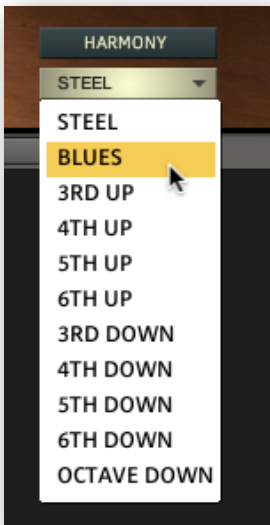 HARMONY
STEEL
STEEL
BLUES
3RD UP
4TH UP
5TH UP
6TH UP
3RD DOWN
4TH DOWN
5TH DOWN
6TH DOWN
OCTAVE DOWN